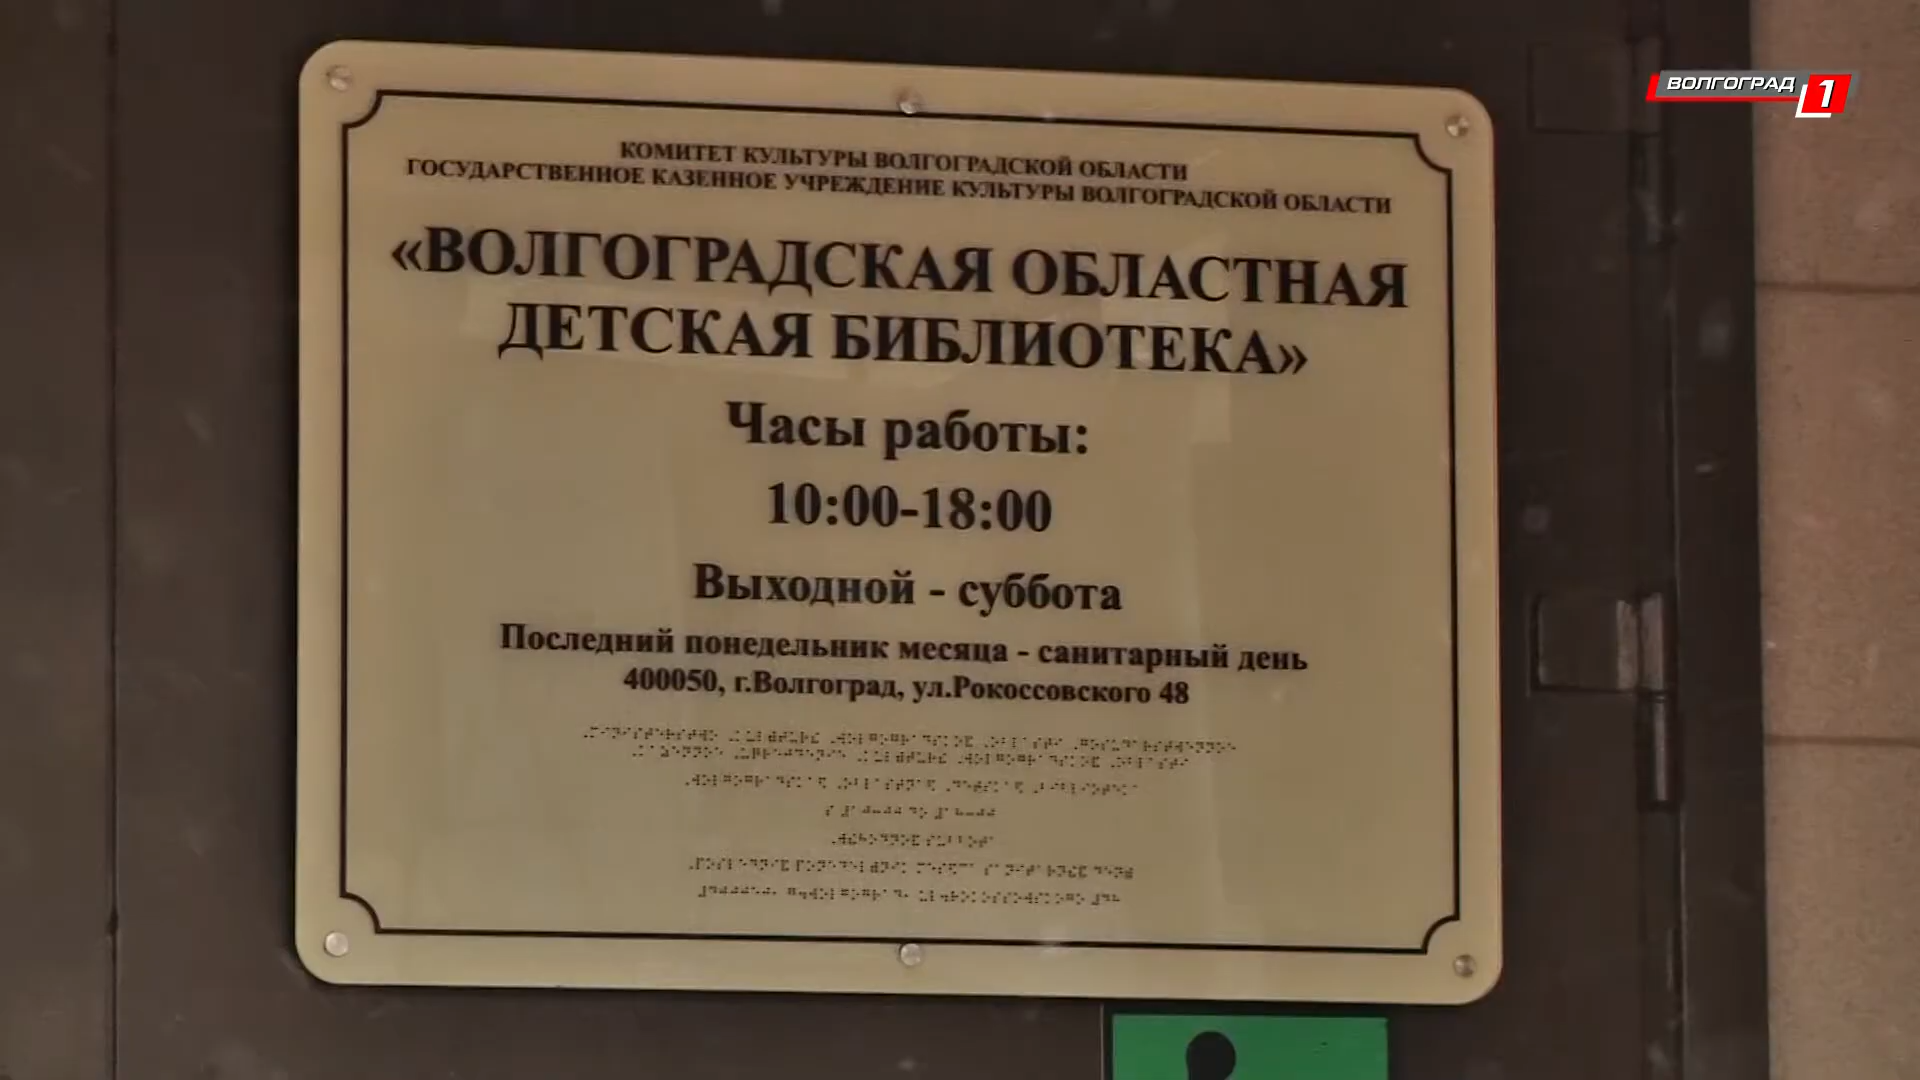 ВОЛГОГРАД 1
КОМИТЕТ КУЛЬТУРЫ ВОЛГОГРАДСКОЙ ОБЛАСТИ
ГОСУДАРСТВЕННОЕ КАЗЕННОЕ УЧРЕЖДЕНИЕ КУЛЬТУРЫ ВОЛГОГРАДСКОЙ ОБЛАСТИ
«ВОЛГОГРАДСКАЯ ОБЛАСТНАЯ
ДЕТСКАЯ БИБЛИОТЕКА»
Часы работы:
10:00-18:00
Выходной - суббота
Последний понедельник месяца - санитарный день
400050, г.Волгоград, ул.Рокоссовского 48